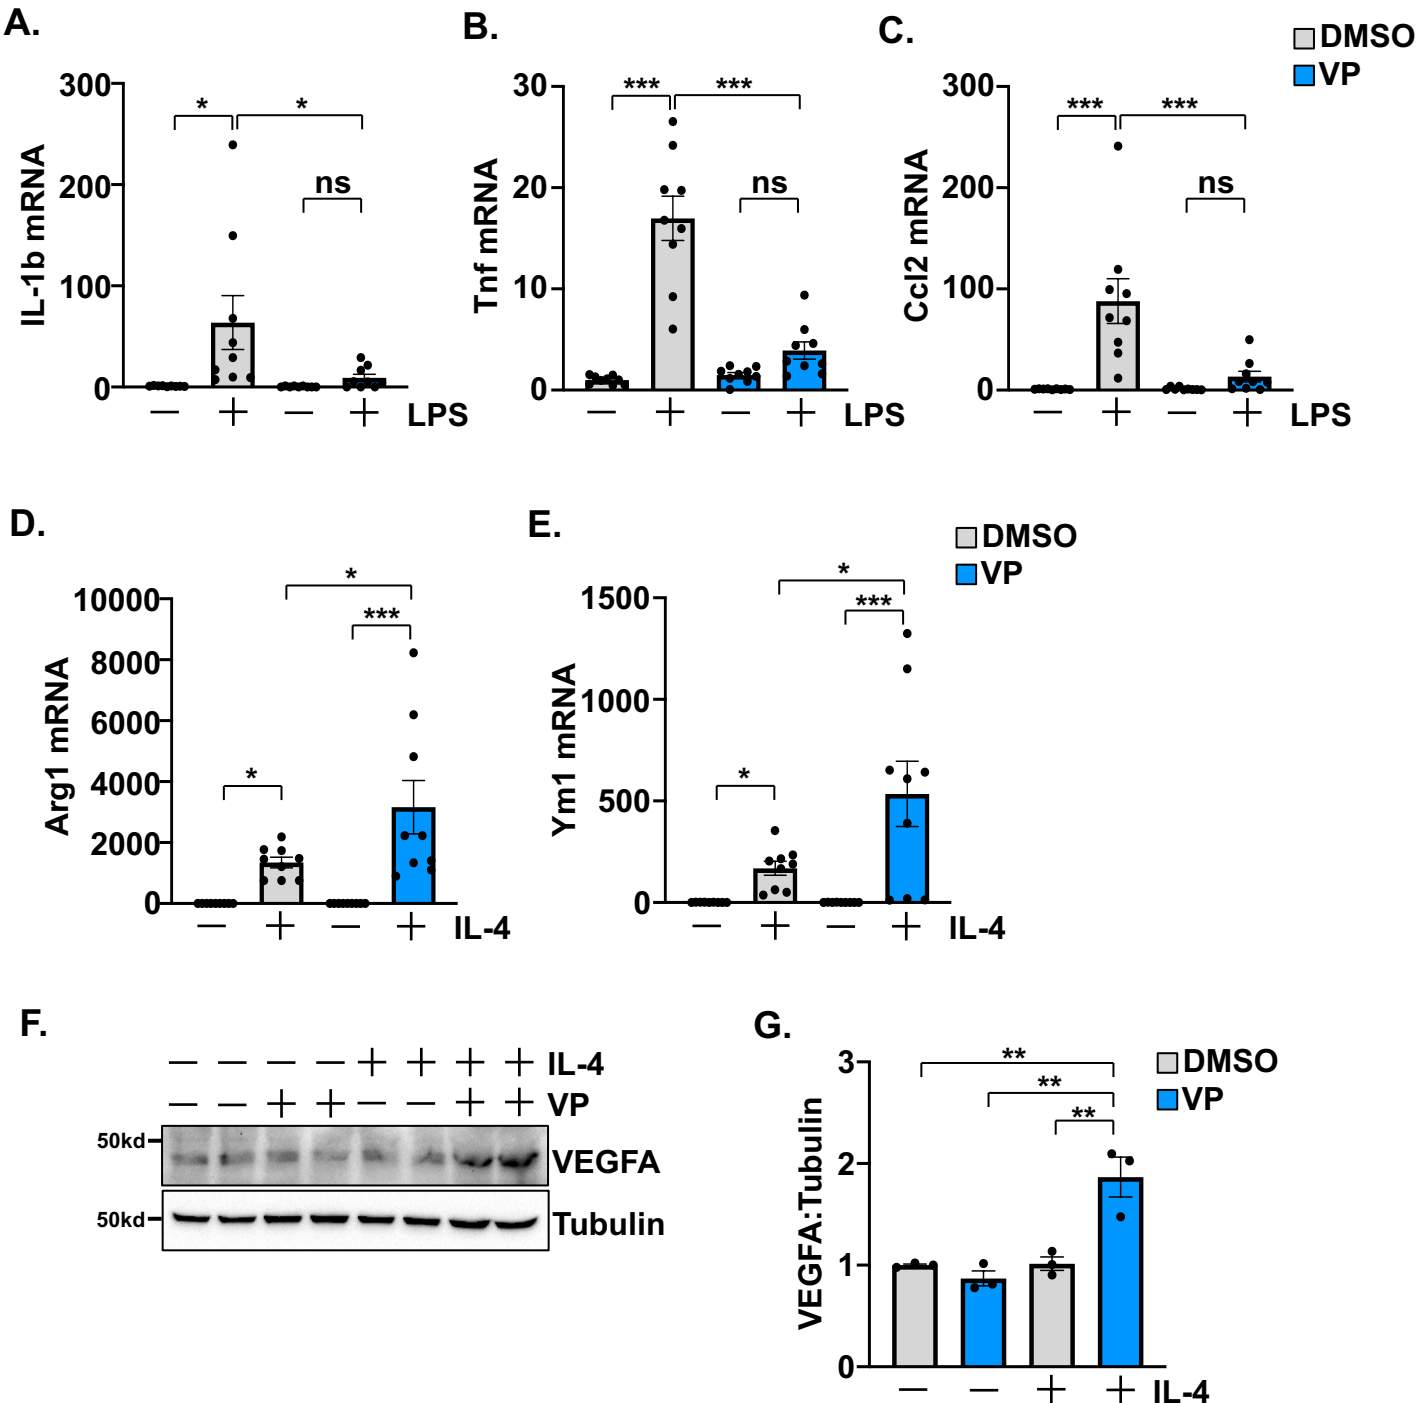 A.
B.
C.
DMSO
VP
IL-1b mRNA
300
200
100
0
*
*
ns
— + — + LPS
Tnf mRNA
30
20
10
0
***
***
ns
— + — + LPS
Ccl2 mRNA
300
200
100
0
***
***
ns
— + — + LPS
D.
E.
DMSO
VP
Arg1 mRNA
10000
8000
6000
4000
2000
0
*
***
*
— + — + IL-4
Ym1 mRNA
1500
1000
500
0
*
***
*
— + — + IL-4
F.
— — — — + + + + IL-4
— — + + — — + + VP
50kd
VEGFA
50kd
Tubulin
G.
DMSO
VP
VEGFA:Tubulin
3
2
1
0
**
**
**
— — + + IL-4